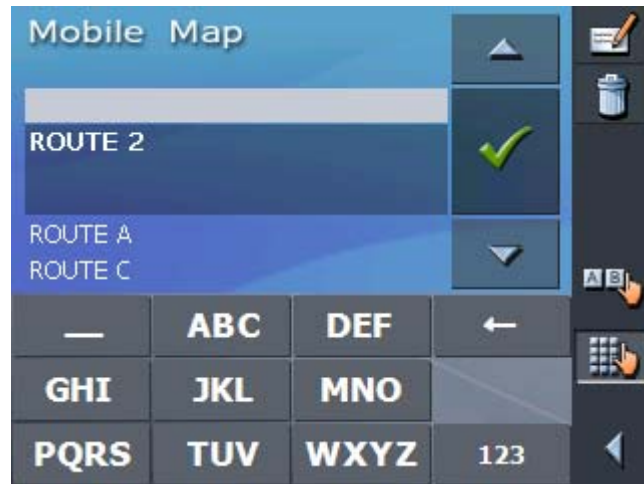 Mobile Map
ROUTE 2
ROUTE A
ROUTE C
A B
_ ABC DEF ←
GHI JKL MNO
PQRS TUV WXYZ 123